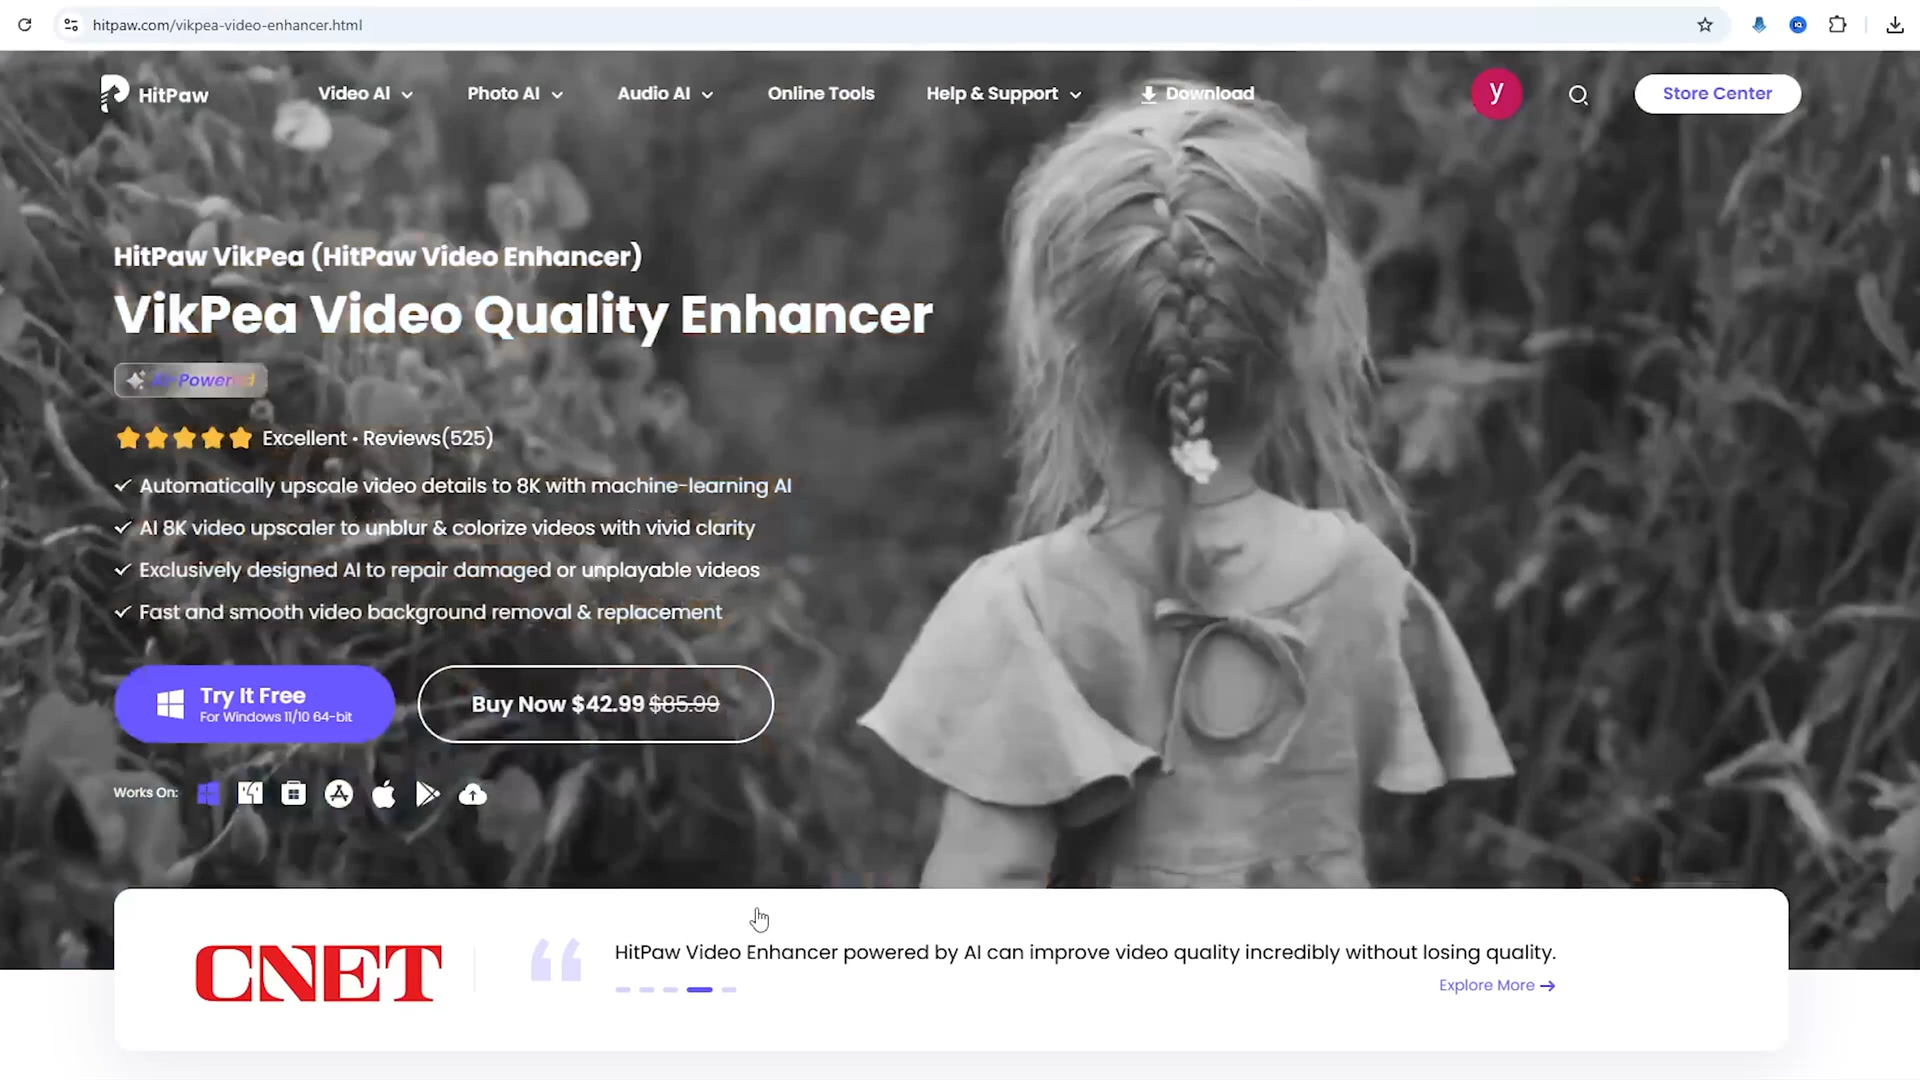 hitpaw.com/vikpea-video-enhancer.html
HitPaw
Video AI
Photo AI
Audio AI
Online Tools
Help & Support
Download
y
Store Center
HitPaw VikPea (HitPaw Video Enhancer)
VikPea Video Quality Enhancer
AI-Powered
Excellent • Reviews(525)
Automatically upscale video details to 8K with machine-learning AI
AI 8K video upscaler to unblur & colorize videos with vivid clarity
Exclusively designed AI to repair damaged or unplayable videos
Fast and smooth video background removal & replacement
Try It Free
For Windows 11/10 64-bit
Buy Now $42.99 $85.99
Works On:
CNET
HitPaw Video Enhancer powered by AI can improve video quality incredibly without losing quality.
Explore More →